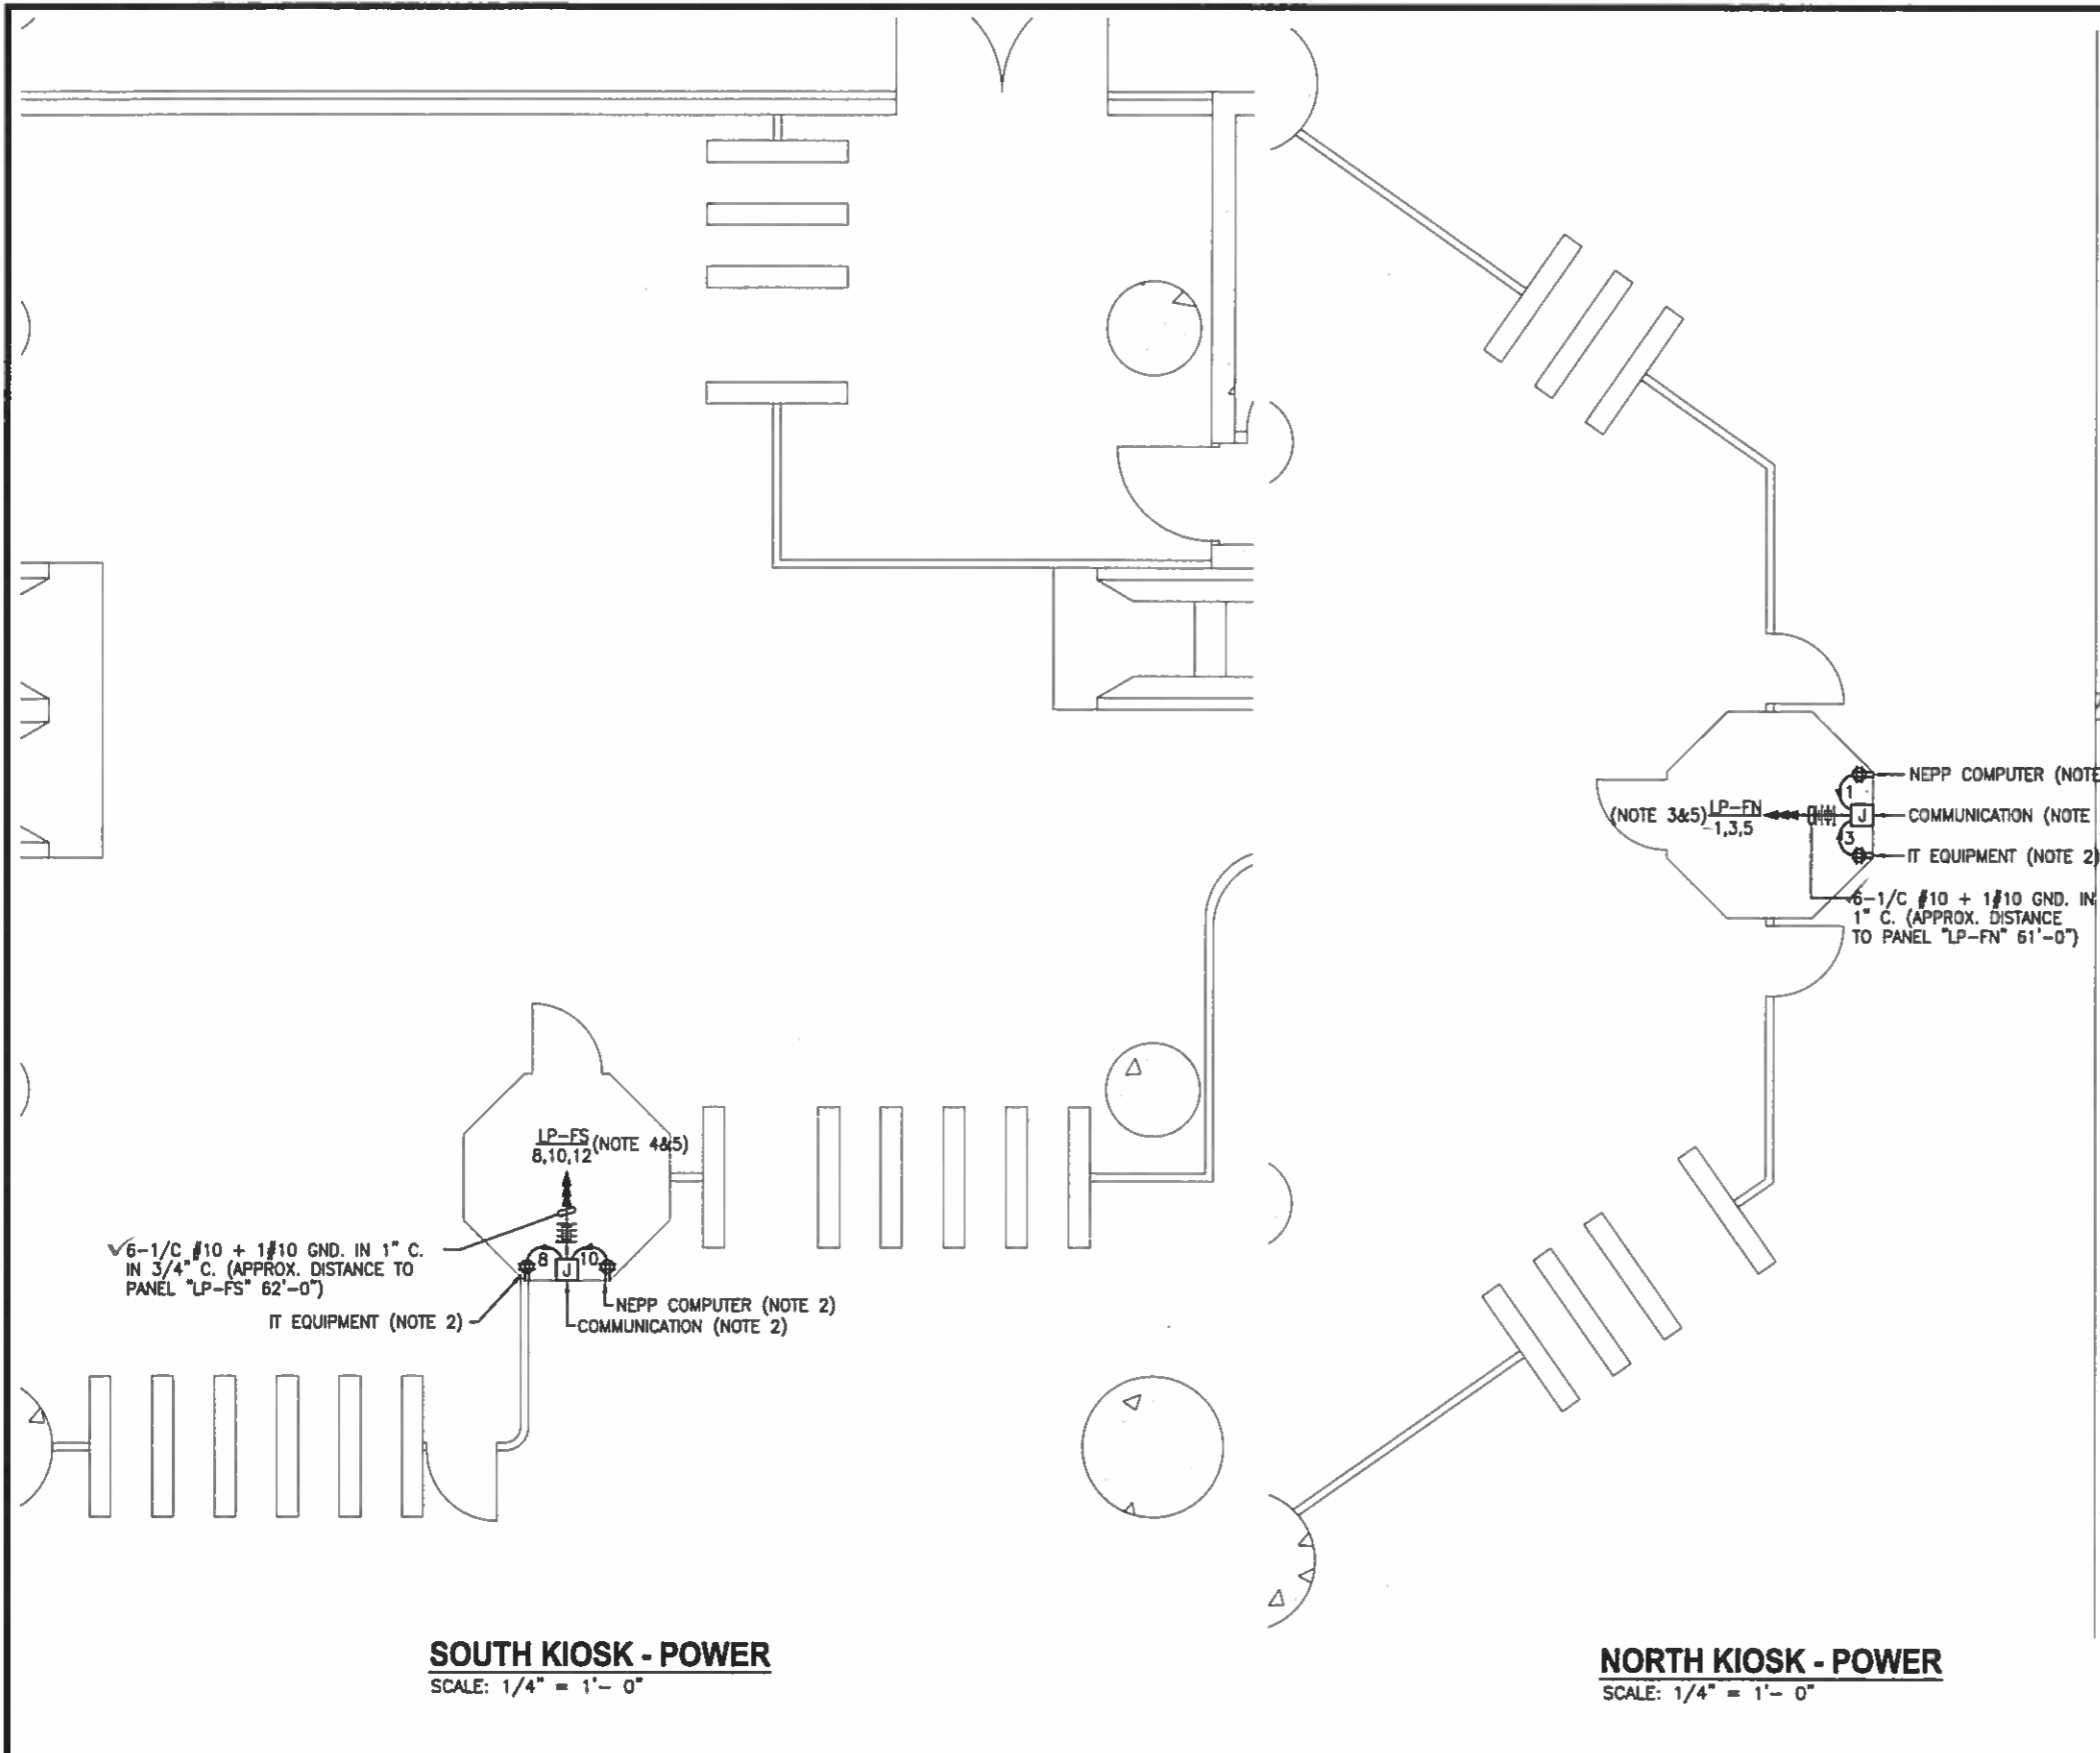 LP-FS (NOTE 4&5)
8,10,12
6-1/C #10 + 1#10 GND. IN 1" C.
IN 3/4" C. (APPROX. DISTANCE TO
PANEL "LP-FS" 62'-0")
8
J
10
IT EQUIPMENT (NOTE 2)
NEPP COMPUTER (NOTE 2)
COMMUNICATION (NOTE 2)
SOUTH KIOSK - POWER
SCALE: 1/4" = 1'- 0"
NEPP COMPUTER (NOTE
1
(NOTE 3&5) LP-FN
1,3,5
J
COMMUNICATION (NOTE
3
IT EQUIPMENT (NOTE 2)
6-1/C #10 + 1#10 GND. IN
1" C. (APPROX. DISTANCE
TO PANEL "LP-FN" 61'-0")
NORTH KIOSK - POWER
SCALE: 1/4" = 1'- 0"